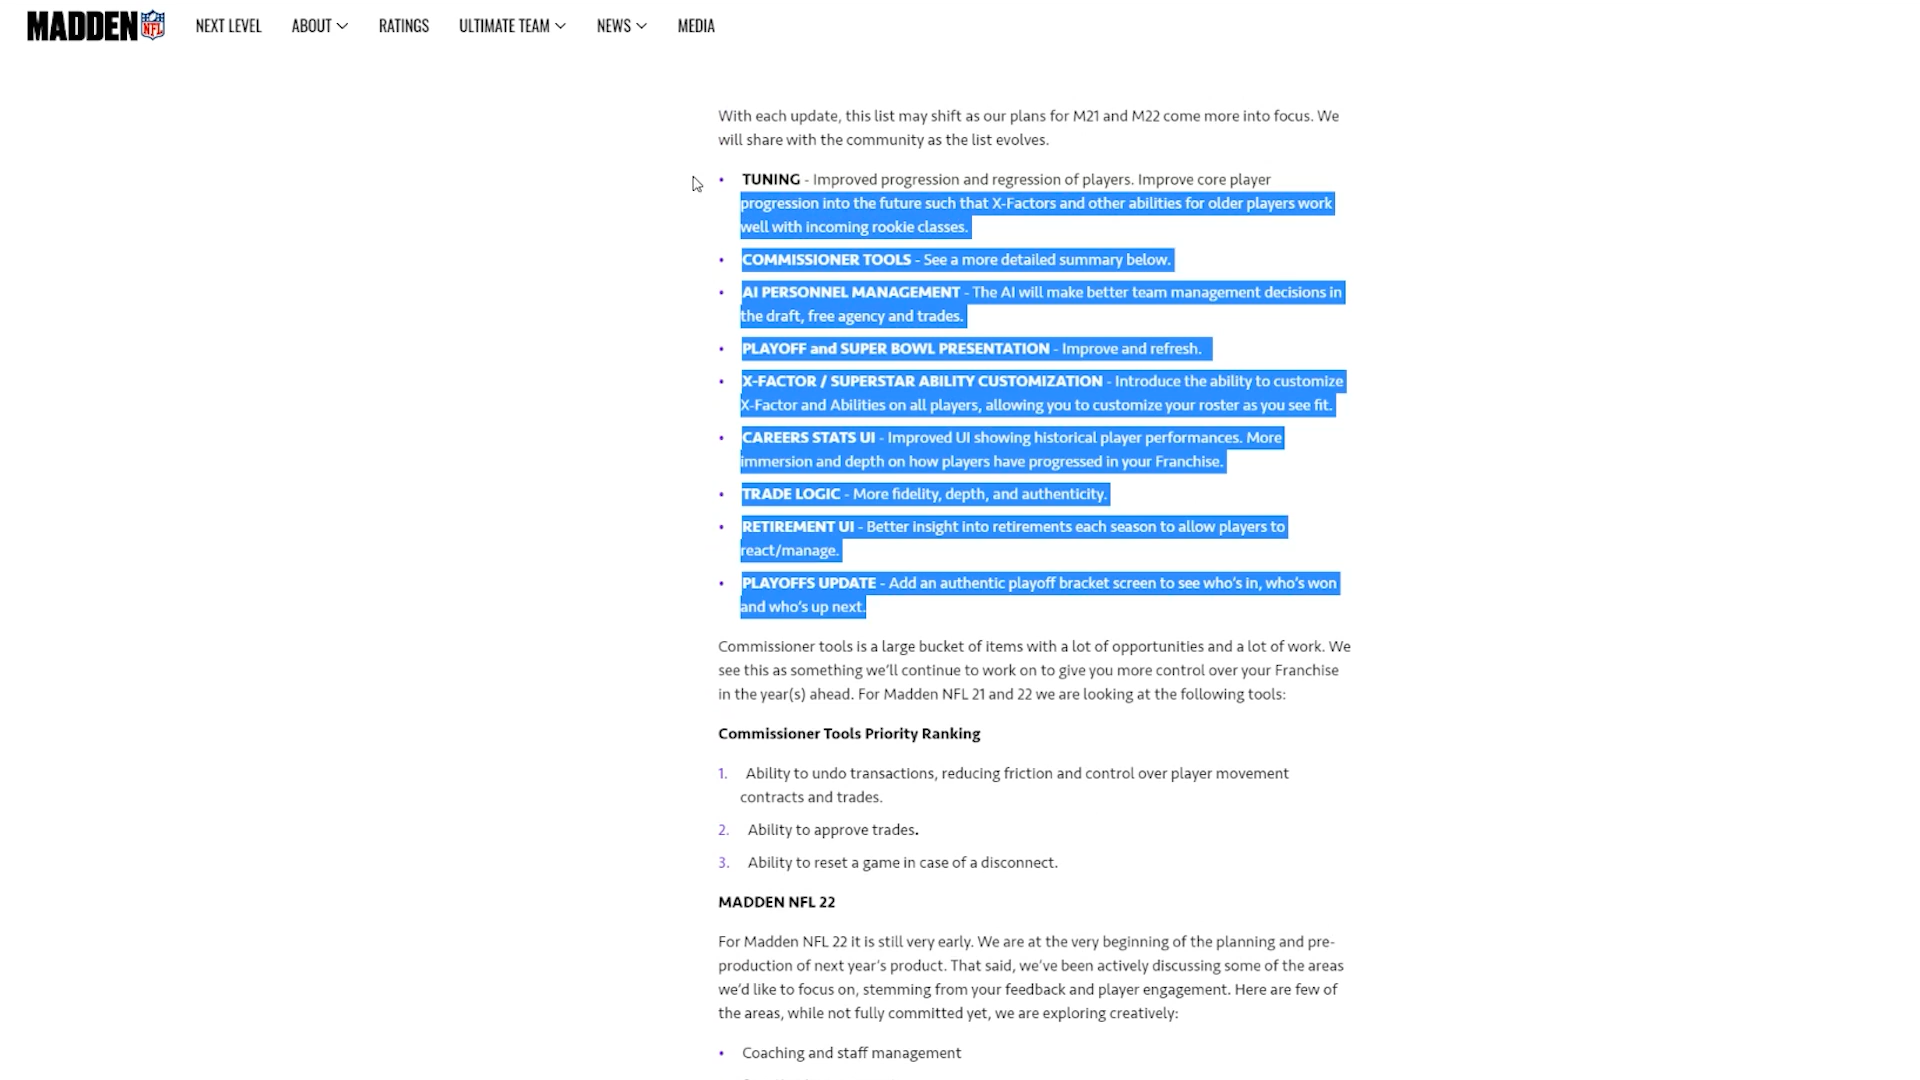 MADDEN NFL NEXT LEVEL ABOUT RATINGS ULTIMATE TEAM NEWS MEDIA
With each update, this list may shift as our plans for M21 and M22 come more into focus. We
will share with the community as the list evolves.
• TUNING - Improved progression and regression of players. Improve core player
progression into the future such that X-Factors and other abilities for older players work
well with incoming rookie classes.
• COMMISSIONER TOOLS - See a more detailed summary below.
• AI PERSONNEL MANAGEMENT - The AI will make better team management decisions in
the draft, free agency and trades.
• PLAYOFF and SUPER BOWL PRESENTATION - Improve and refresh.
• X-FACTOR / SUPERSTAR ABILITY CUSTOMIZATION - Introduce the ability to customize
X-Factor and Abilities on all players, allowing you to customize your roster as you see fit.
• CAREERS STATS UI - Improved UI showing historical player performances. More
immersion and depth on how players have progressed in your Franchise.
• TRADE LOGIC - More fidelity, depth, and authenticity.
• RETIREMENT UI - Better insight into retirements each season to allow players to
react/manage.
• PLAYOFFS UPDATE - Add an authentic playoff bracket screen to see who's in, who's won
and who's up next.
Commissioner tools is a large bucket of items with a lot of opportunities and a lot of work. We
see this as something we'll continue to work on to give you more control over your Franchise
in the year(s) ahead. For Madden NFL 21 and 22 we are looking at the following tools:
Commissioner Tools Priority Ranking
1. Ability to undo transactions, reducing friction and control over player movement
contracts and trades.
2. Ability to approve trades.
3. Ability to reset a game in case of a disconnect.
MADDEN NFL 22
For Madden NFL 22 it is still very early. We are at the very beginning of the planning and pre-
production of next year's product. That said, we've been actively discussing some of the areas
we'd like to focus on, stemming from your feedback and player engagement. Here are few of
the areas, while not fully committed yet, we are exploring creatively:
• Coaching and staff management